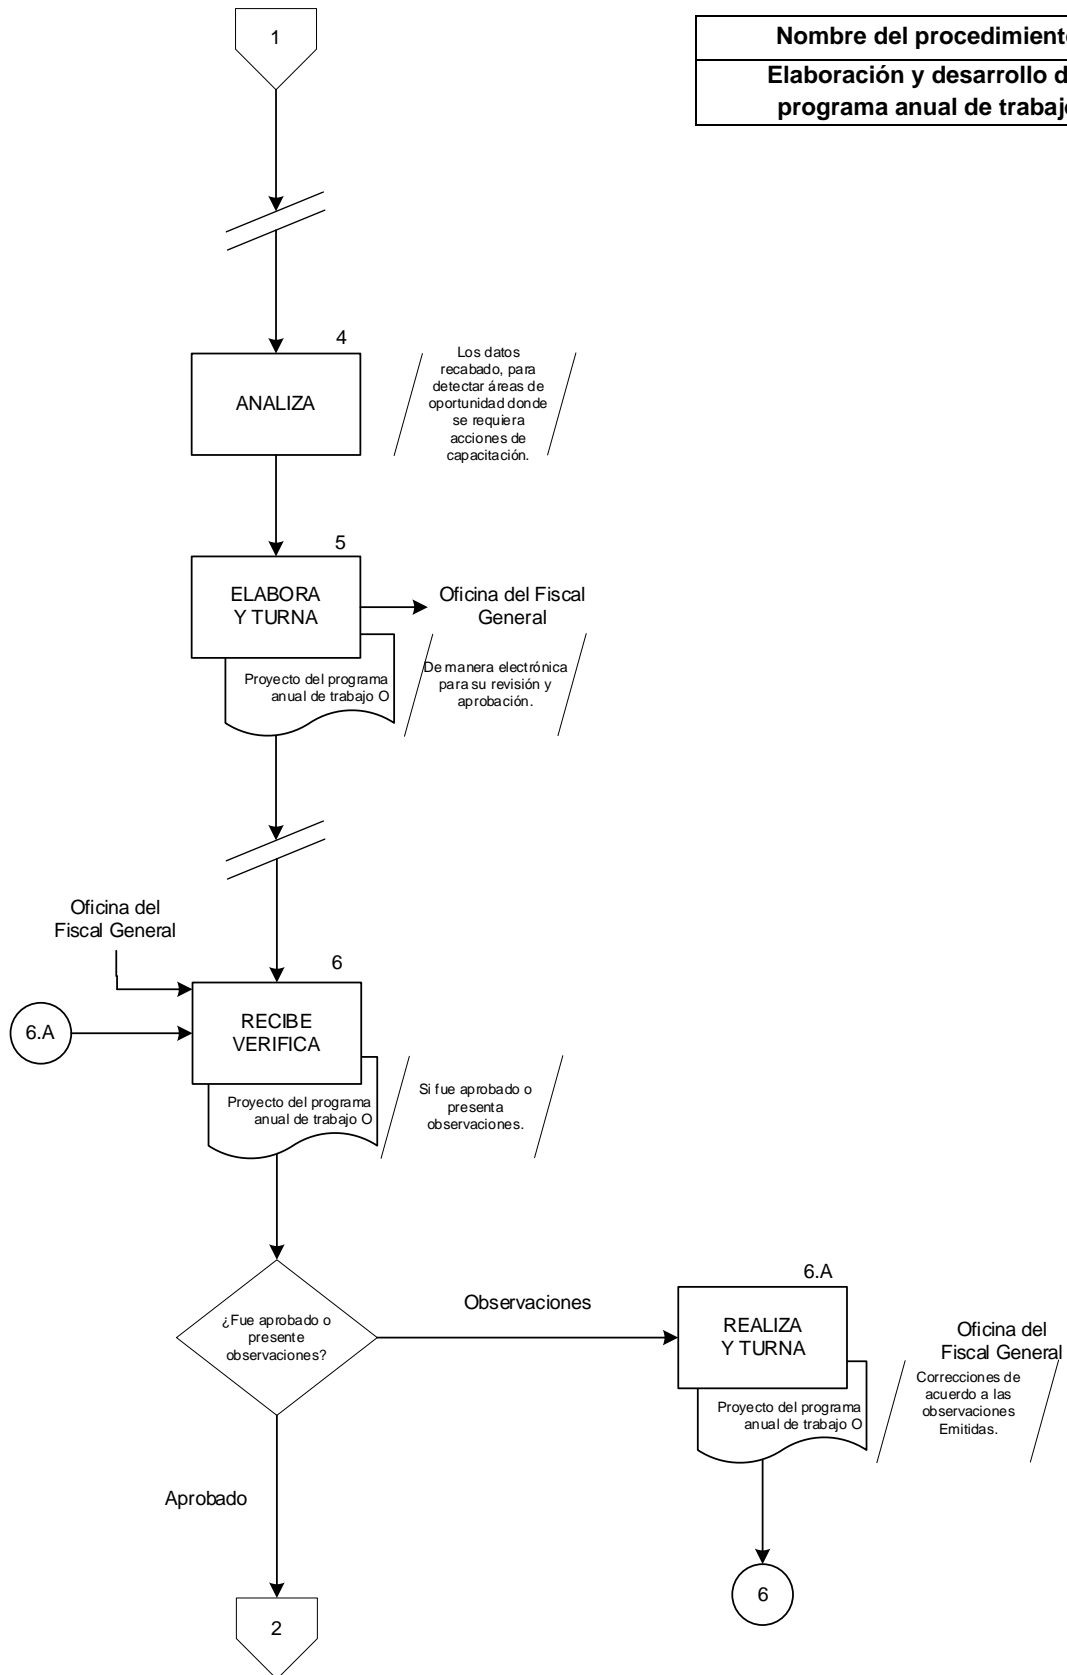 1
Nombre del procedimiento
Elaboración y desarrollo d
programa anual de trabajo
4
ANALIZA
Los datos
recabado, para
detectar áreas de
oportunidad donde
se requiera
acciones de
capacitación.
5
ELABORA
Y TURNA
Oficina del Fiscal
General
Proyecto del programa
anual de trabajo O
De manera electrónica
para su revisión y
aprobación.
Oficina del
Fiscal General
6
6.A
RECIBE
VERIFICA
Proyecto del programa
anual de trabajo O
Si fue aprobado o
presenta
observaciones.
¿Fue aprobado o
presente
observaciones?
Observaciones
6.A
REALIZA
Y TURNA
Oficina del
Fiscal General
Proyecto del programa
anual de trabajo O
Correcciones de
acuerdo a las
observaciones
Emitidas.
Aprobado
6
2